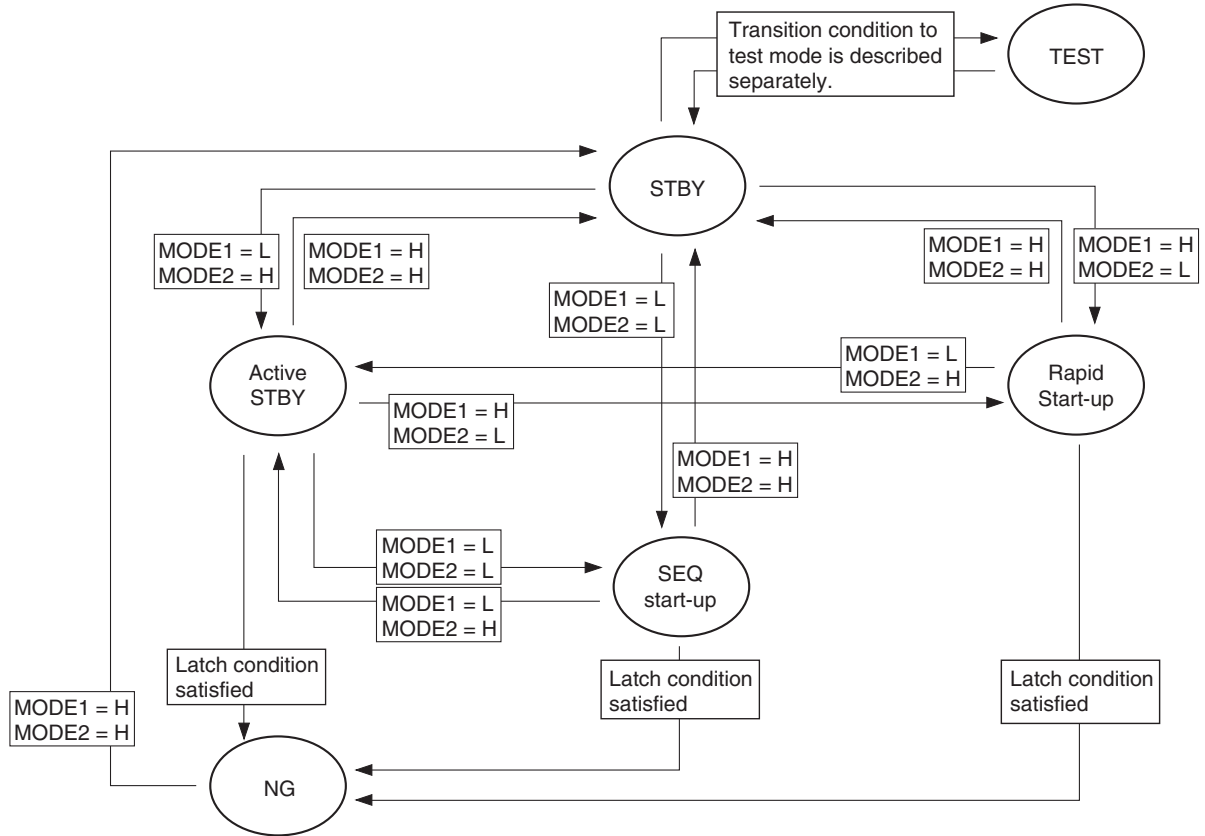 Transition condition to
test mode is described
separately.
TEST
STBY
MODE1 = L
MODE2 = H
MODE1 = H
MODE2 = H
MODE1 = L
MODE2 = L
MODE1 = H
MODE2 = H
MODE1 = H
MODE2 = L
Active
STBY
MODE1 = L
MODE2 = H
Rapid
Start-up
MODE1 = H
MODE2 = L
MODE1 = H
MODE2 = H
MODE1 = L
MODE2 = L
MODE1 = L
MODE2 = H
SEQ
start-up
Latch condition
satisfied
Latch condition
satisfied
Latch condition
satisfied
MODE1 = H
MODE2 = H
NG